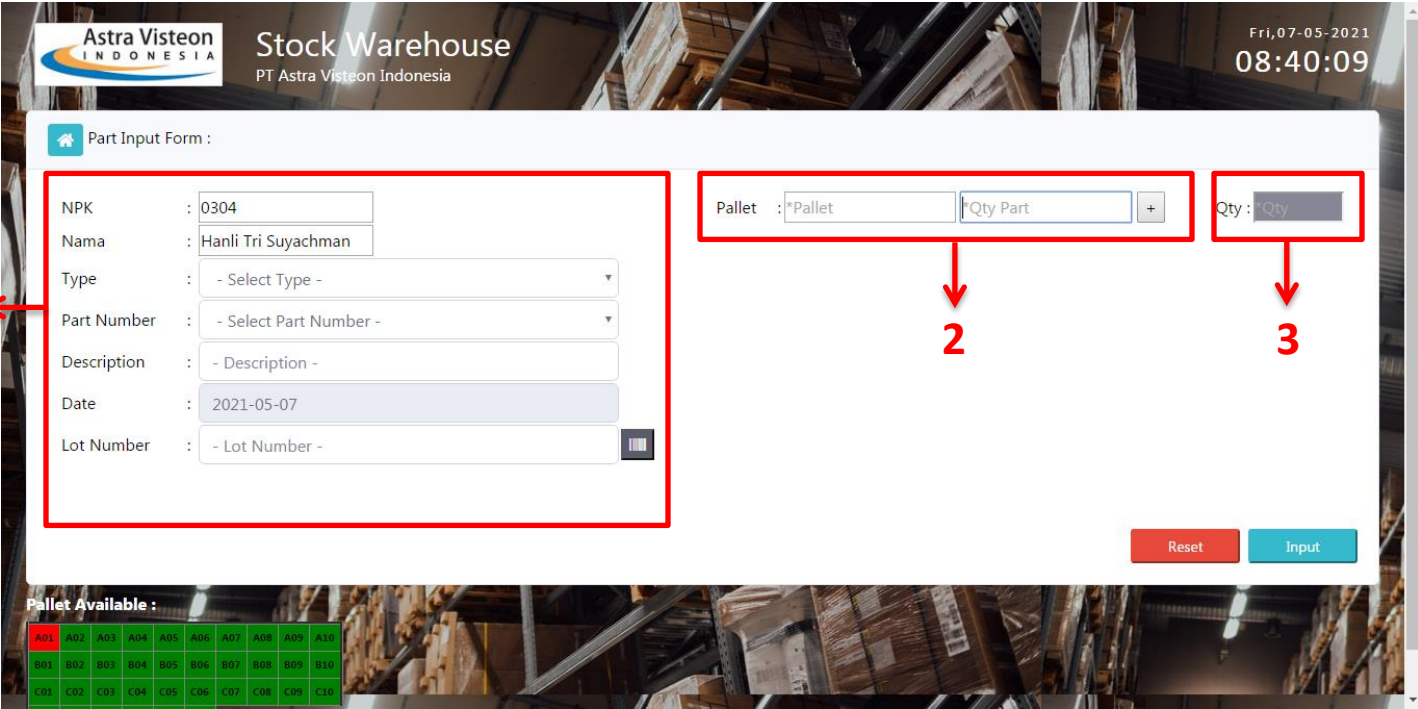 Astra Visteon
INDONESIA
Stock Warehouse
PT Astra Visteon Indonesia
Fri,07-05-2021
08:40:09
Part Input Form :
NPK : 0304
Nama : Hanli Tri Suyachman
Type : - Select Type -
Part Number : - Select Part Number -
Description : - Description -
Date : 2021-05-07
Lot Number : - Lot Number -
Pallet : *Pallet *Qty Part +
Qty : *Qty
2
3
Reset Input
Pallet Available :
A01 A02 A03 A04 A05 A06 A07 A08 A09 A10
B01 B02 B03 B04 B05 B06 B07 B08 B09 B10
C01 C02 C03 C04 C05 C06 C07 C08 C09 C10